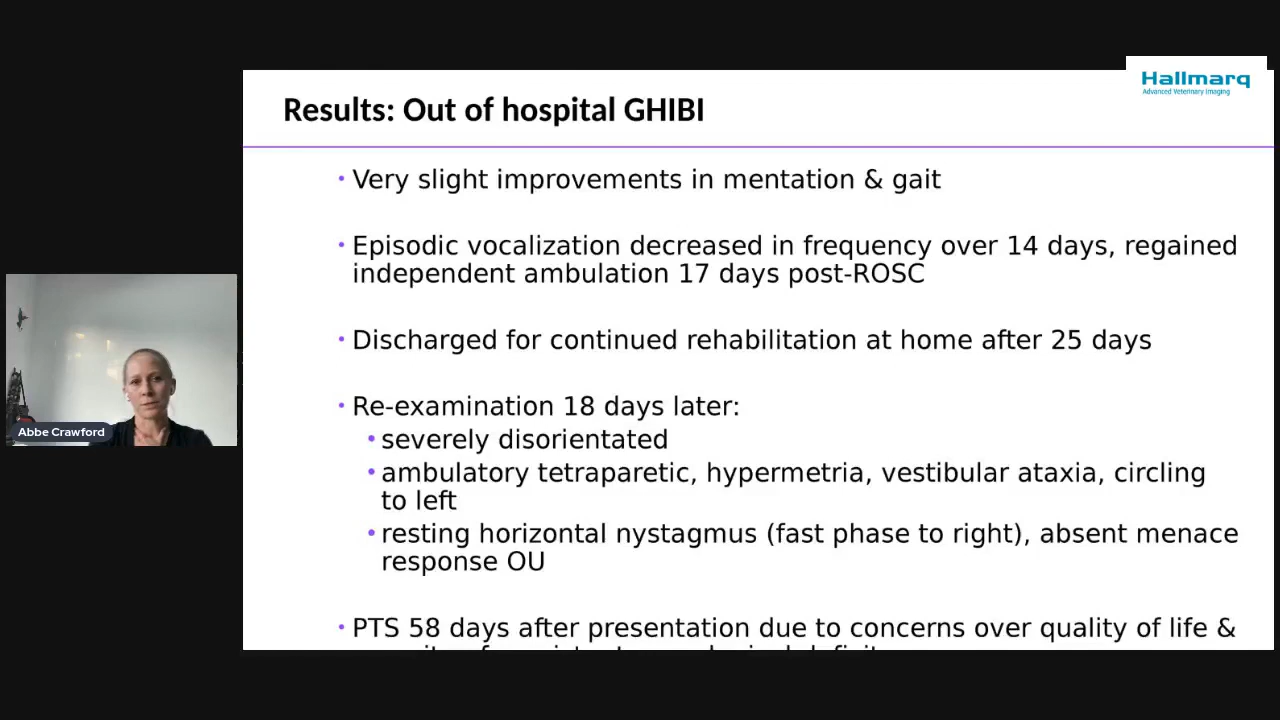 Hallmarq
Advanced Veterinary Imaging
Results: Out of hospital GHIBI
• Very slight improvements in mentation & gait
• Episodic vocalization decreased in frequency over 14 days, regained
independent ambulation 17 days post-ROSC
• Discharged for continued rehabilitation at home after 25 days
• Re-examination 18 days later:
• severely disorientated
• ambulatory tetraparetic, hypermetria, vestibular ataxia, circling
to left
• resting horizontal nystagmus (fast phase to right), absent menace
response OU
• PTS 58 days after presentation due to concerns over quality of life &
Abbe Crawford